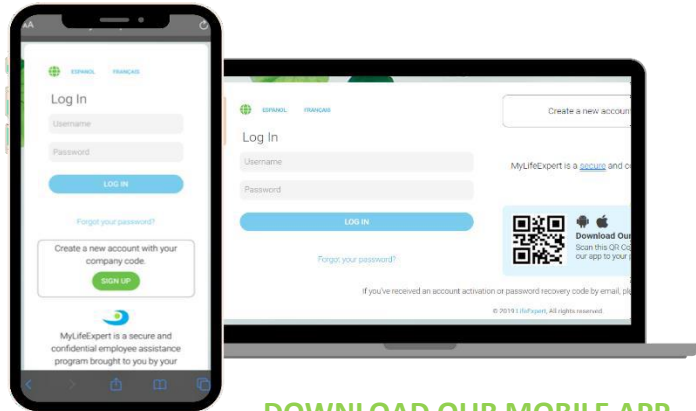 AA
ESPAÑOL FRANÇAIS
Log In
Username
Password
LOG IN
Forgot your password?
Create a new account with your
company code.
SIGN UP
MyLifeExpert is a secure and
confidential employee assistance
program brought to you by your
ESPAÑOL FRANÇAIS
Log In
Username
Password
LOG IN
Forgot your password?
Create a new account
MyLifeExpert is a secure and
Download Our
Scan this QR
our app to your
If you've received an account activation or password recovery code by email,
© 2019 LifeExpert, All rights reserved.
DOWNLOAD OUR MOBILE APP